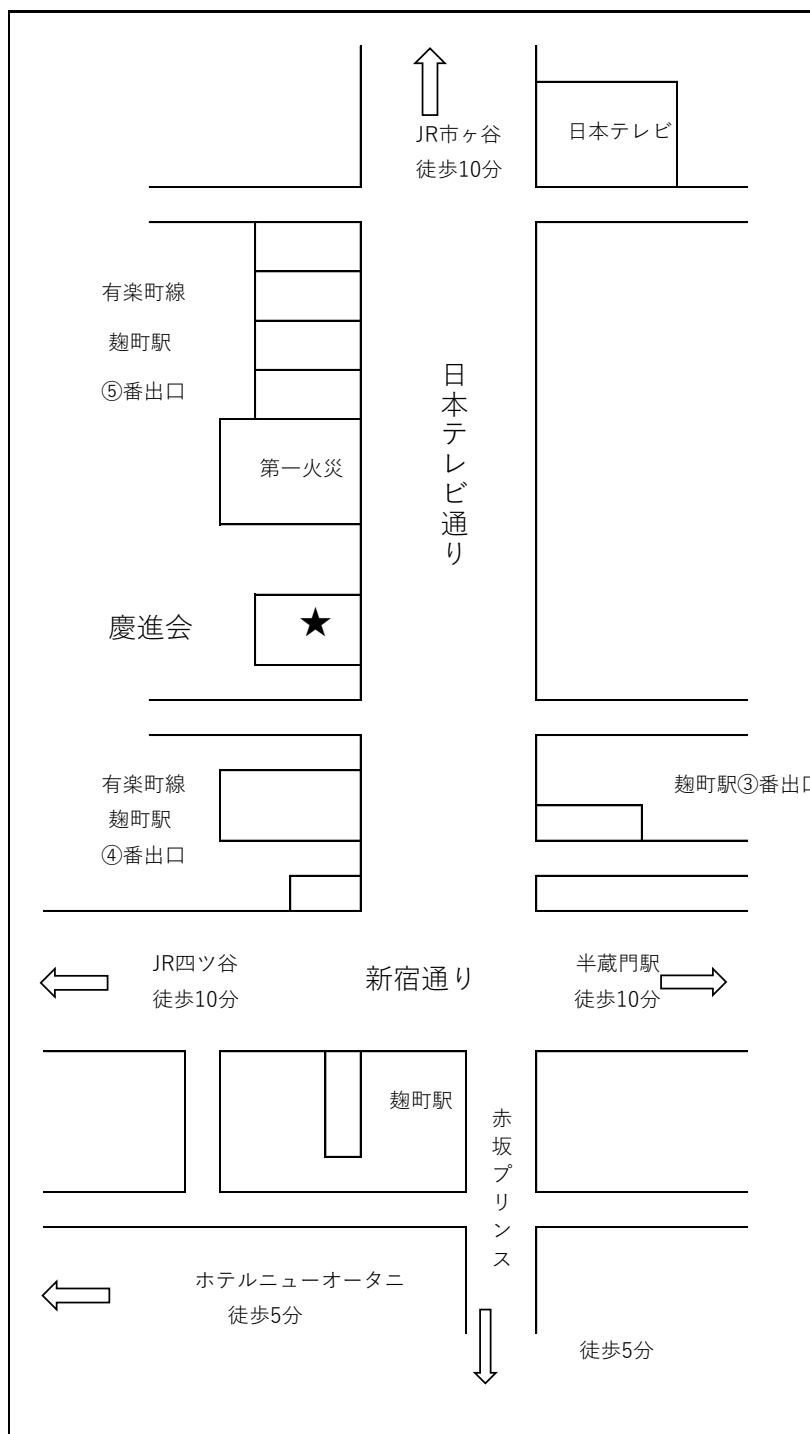 JR市ヶ谷
徒歩10分
日本テレビ
有楽町線
麹町駅
⑤番出口
日本テレビ通り
第一火災
慶進会
★
有楽町線
麹町駅
④番出口
麹町駅③番出口
JR四ツ谷
徒歩10分
新宿通り
半蔵門駅
徒歩10分
麹町駅
赤坂プリンス
ホテルニューオータニ
徒歩5分
徒歩5分